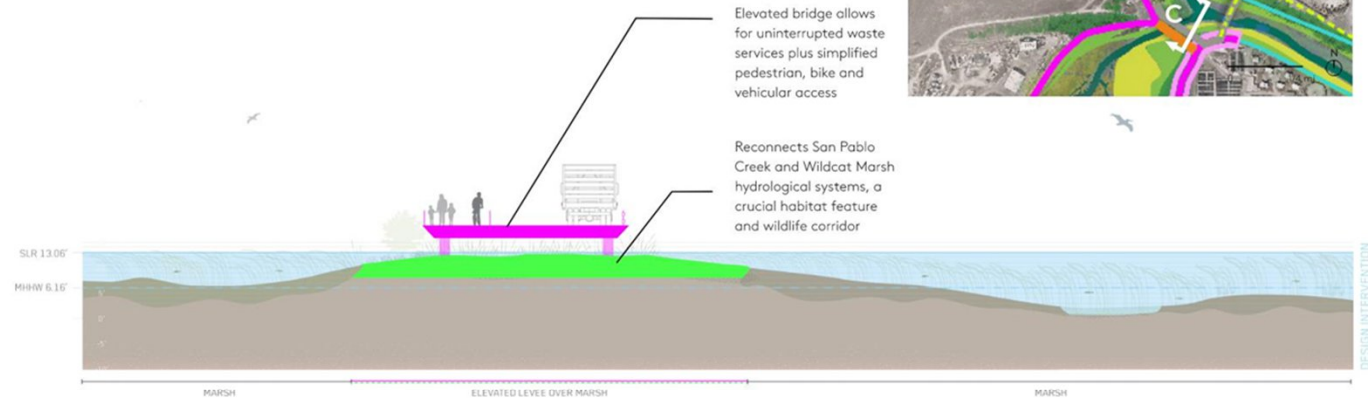 Elevated bridge allows
for uninterrupted waste
services plus simplified
pedestrian, bike and
vehicular access
C
N
Reconnects San Pablo
Creek and Wildcat Marsh
hydrological systems, a
crucial habitat feature
and wildlife corridor
SLR 13.06'
MHHW 6.16'
MARSH
ELEVATED LEVEE OVER MARSH
MARSH
DESIGN INTERVENTION